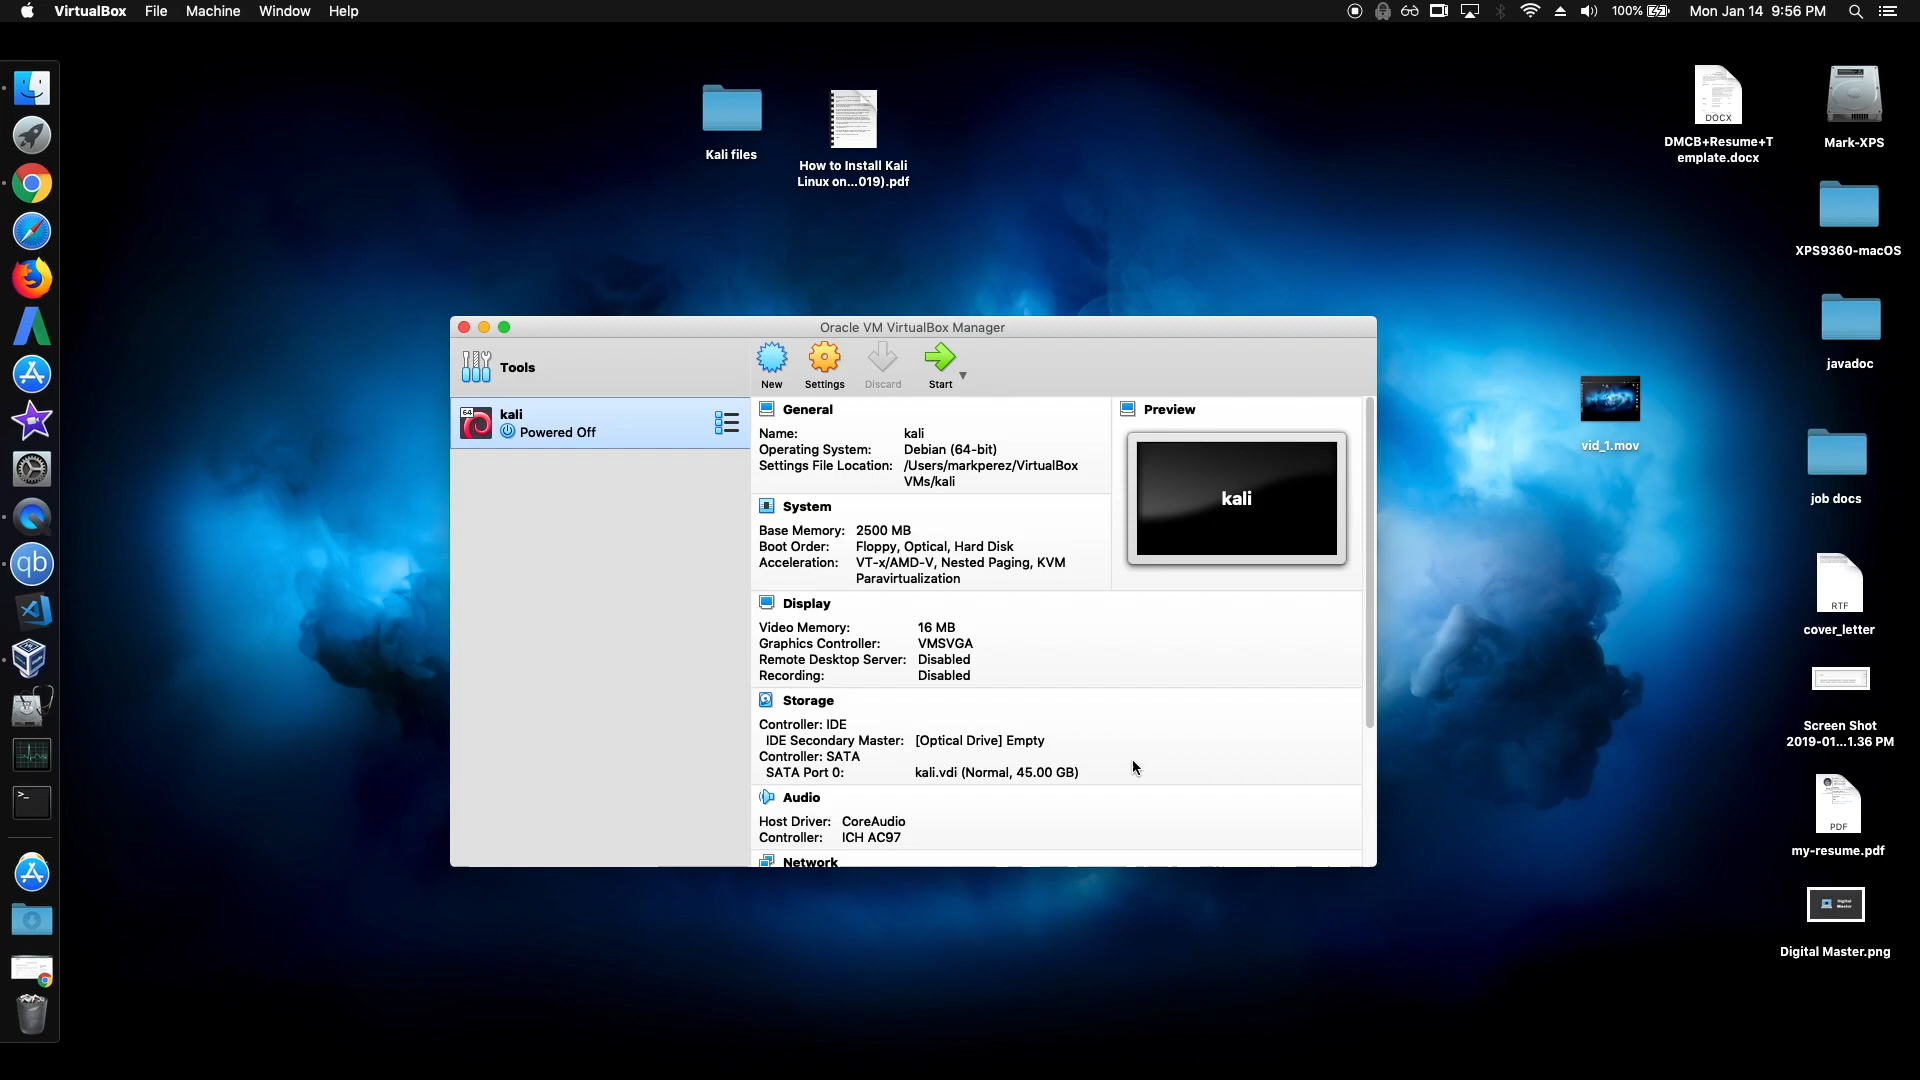 VirtualBox File Machine Window Help
100% Mon Jan 14 9:56 PM
Kali files
How to Install Kali
Linux on...019).pdf
DOCX
DMCB+Resume+T
emplate.docx
Mark-XPS
XPS9360-macOS
javadoc
vid_1.mov
job docs
RTF
cover_letter
Screen Shot
2019-01...1.36 PM
PDF
my-resume.pdf
Digital
Master
Digital Master.png
qb
>_
Oracle VM VirtualBox Manager
Tools
New Settings Discard Start
64
kali
Powered Off
General
Name: kali
Operating System: Debian (64-bit)
Settings File Location: /Users/markperez/VirtualBox
VMs/kali
Preview
kali
System
Base Memory: 2500 MB
Boot Order: Floppy, Optical, Hard Disk
Acceleration: VT-x/AMD-V, Nested Paging, KVM
Paravirtualization
Display
Video Memory: 16 MB
Graphics Controller: VMSVGA
Remote Desktop Server: Disabled
Recording: Disabled
Storage
Controller: IDE
IDE Secondary Master: [Optical Drive] Empty
Controller: SATA
SATA Port 0: kali.vdi (Normal, 45.00 GB)
Audio
Host Driver: CoreAudio
Controller: ICH AC97
Network